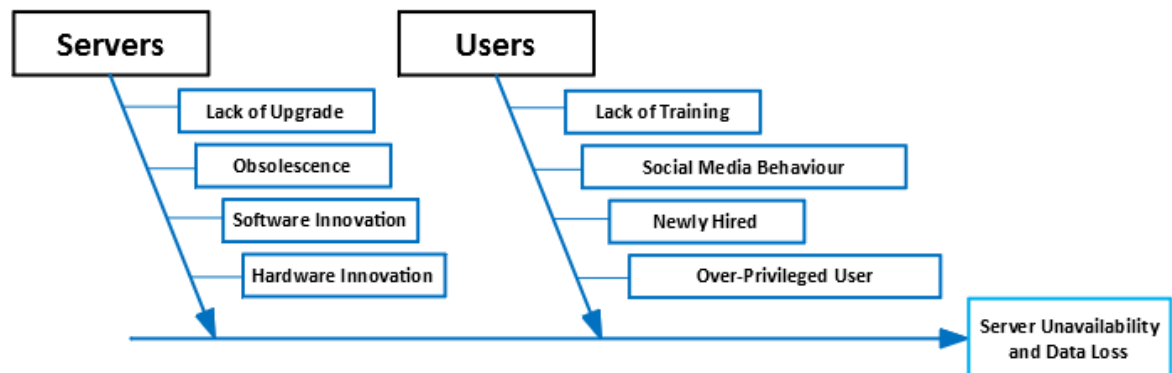 Servers
Users
Lack of Upgrade
Obsolescence
Software Innovation
Hardware Innovation
Lack of Training
Social Media Behaviour
Newly Hired
Over-Privileged User
Server Unavailability
and Data Loss